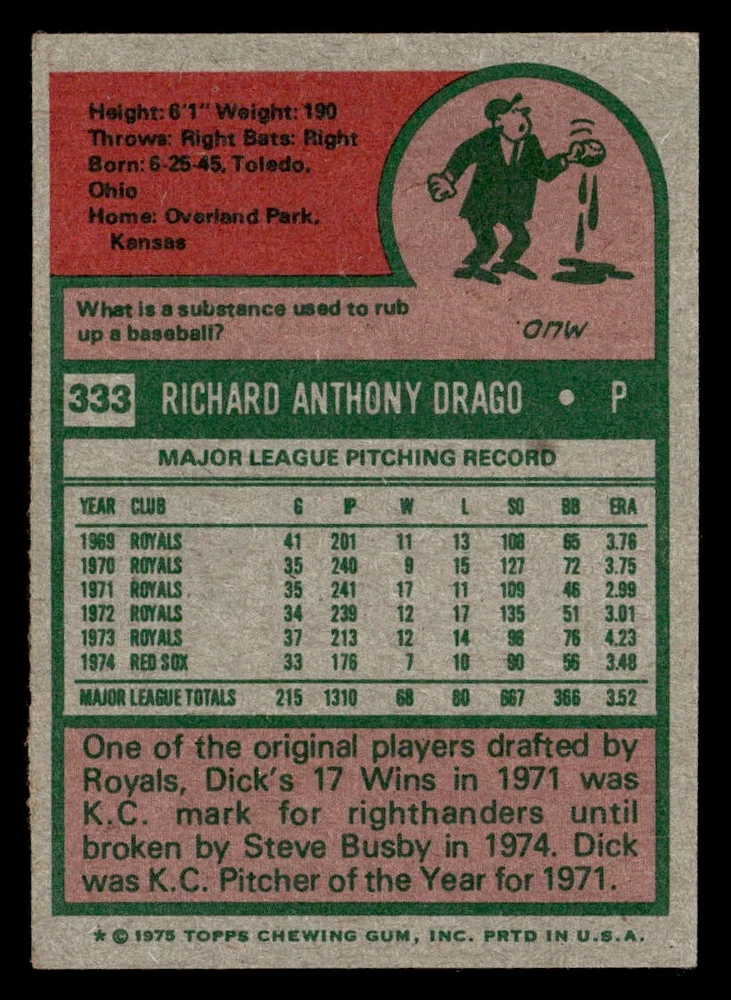 Height: 6'1" Weight: 190
Throws: Right Bats: Right
Born: 6-25-45, Toledo,
Ohio
Home: Overland Park,
Kansas
What is a substance used to rub
up a baseball?
MUD.
333 RICHARD ANTHONY DRAGO • P
MAJOR LEAGUE PITCHING RECORD
YEAR CLUB G P W L SO BB ERA
1969 ROYALS 41 201 11 13 108 65 3.76
1970 ROYALS 35 240 9 15 127 72 3.75
1971 ROYALS 35 241 17 11 109 46 2.99
1972 ROYALS 34 239 12 17 135 51 3.01
1973 ROYALS 37 213 12 14 98 76 4.23
1974 RED SOX 33 176 7 10 90 56 3.48
MAJOR LEAGUE TOTALS 215 1310 68 80 667 366 3.52
One of the original players drafted by
Royals, Dick's 17 Wins in 1971 was
K.C. mark for righthanders until
broken by Steve Busby in 1974. Dick
was K.C. Pitcher of the Year for 1971.
* © 1975 TOPPS CHEWING GUM, INC. PRTD IN U.S.A.